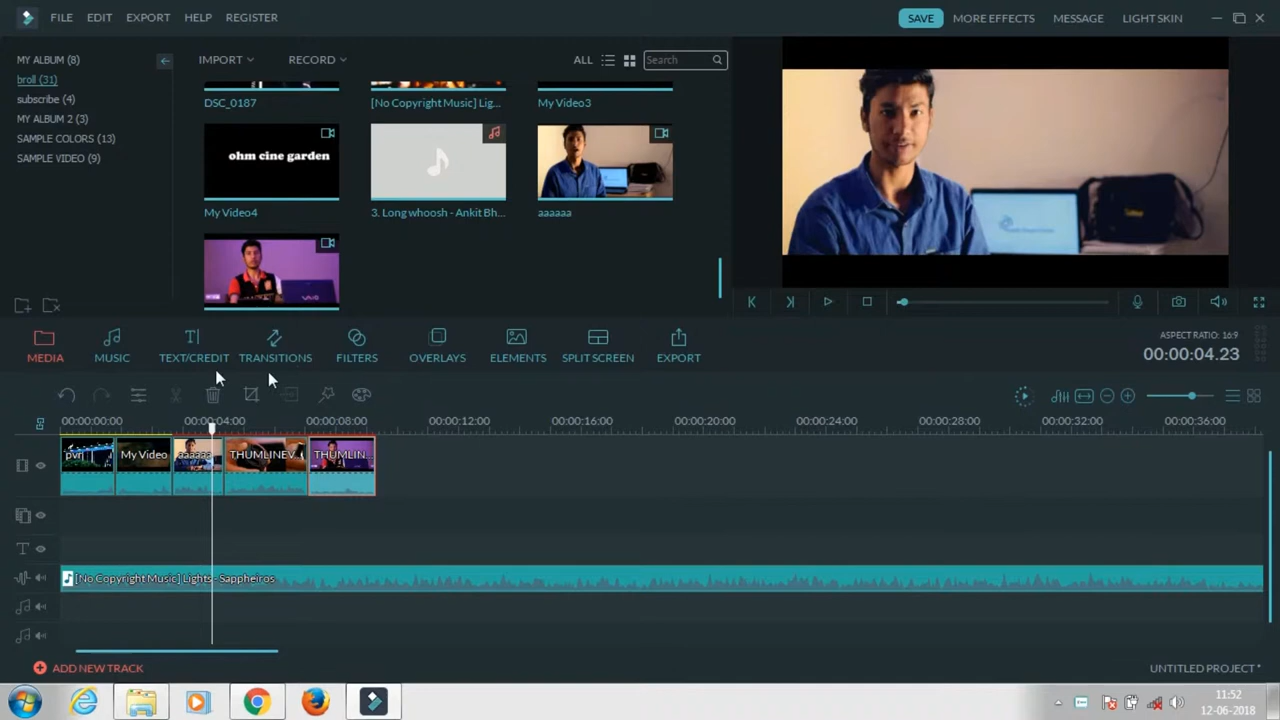 FILE EDIT EXPORT HELP REGISTER SAVE MORE EFFECTS MESSAGE LIGHT SKIN
MY ALBUM (8)
broll (31)
subscribe (4)
MY ALBUM 2 (3)
SAMPLE COLORS (13)
SAMPLE VIDEO (9)
IMPORT RECORD ALL Search
DSC_0187 [No Copyright Music] Lig... My Video3
ohm cine garden
My Video4 3. Long whoosh - Ankit Bh... aaaaaa
VAIO
MEDIA MUSIC TEXT/CREDIT TRANSITIONS FILTERS OVERLAYS ELEMENTS SPLIT SCREEN EXPORT
ASPECT RATIO: 16:9
00:00:04.23
00:00:00:00 00:00:04:00 00:00:08:00 00:00:12:00 00:00:16:00 00:00:20:00 00:00:24:00 00:00:28:00 00:00:32:00 00:00:36:00
pvn My Video aaaaaa THUMLINEV THUMLIN...
[No Copyright Music] Lights - Sappheiros
ADD NEW TRACK UNTITLED PROJECT *
11:52
12-06-2018